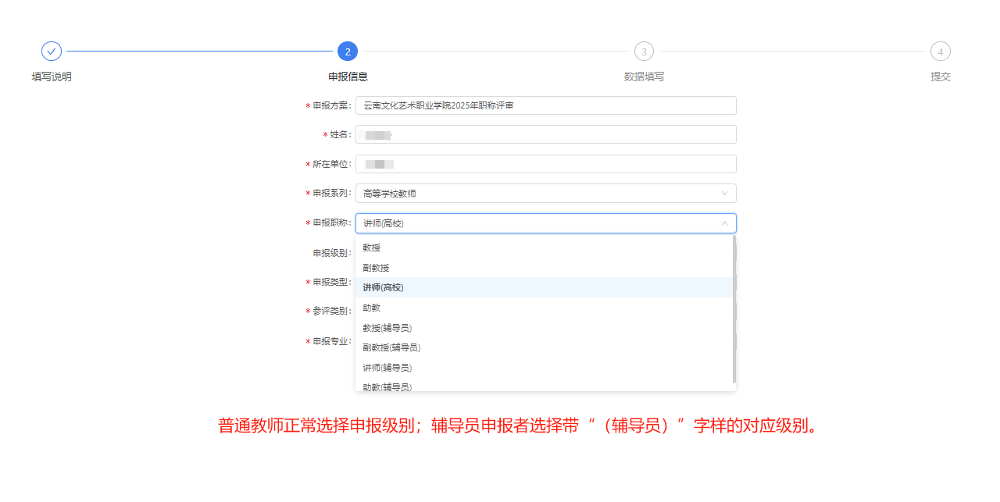 2
3
4
填写说明
申报信息
数据填写
提交
* 申报方案: 云南文化艺术职业学院2025年职称评审
* 姓名:
* 所在单位:
* 申报系列: 高等学校教师
* 申报职称: 讲师(高校)
申报级别:
* 申报类型:
* 参评类别:
* 申报专业:
教授
副教授
讲师(高校)
助教
教授(辅导员)
副教授(辅导员)
讲师(辅导员)
助教(辅导员)
普通教师正常选择申报级别；辅导员申报者选择带“（辅导员）”字样的对应级别。